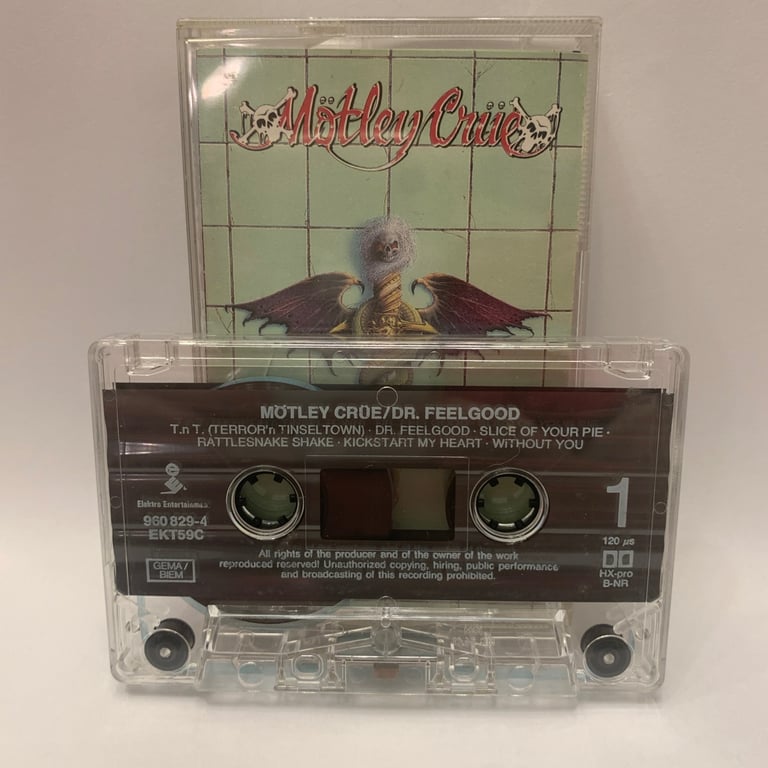 Mötley Crüe
MÖTLEY CRÜE/DR. FEELGOOD
T.n T. (TERROR'n TINSELTOWN) · DR. FEELGOOD · SLICE OF YOUR PIE ·
RATTLESNAKE SHAKE · KICKSTART MY HEART · WITHOUT YOU
Elektra Entertainment
960 829-4
EKT59C
GEMA/
BIEM
1
120 µs
HX-pro
B-NR
All rights of the producer and of the owner of the work
reproduced reserved! Unauthorized copying, hiring, public performance
and broadcasting of this recording prohibited.